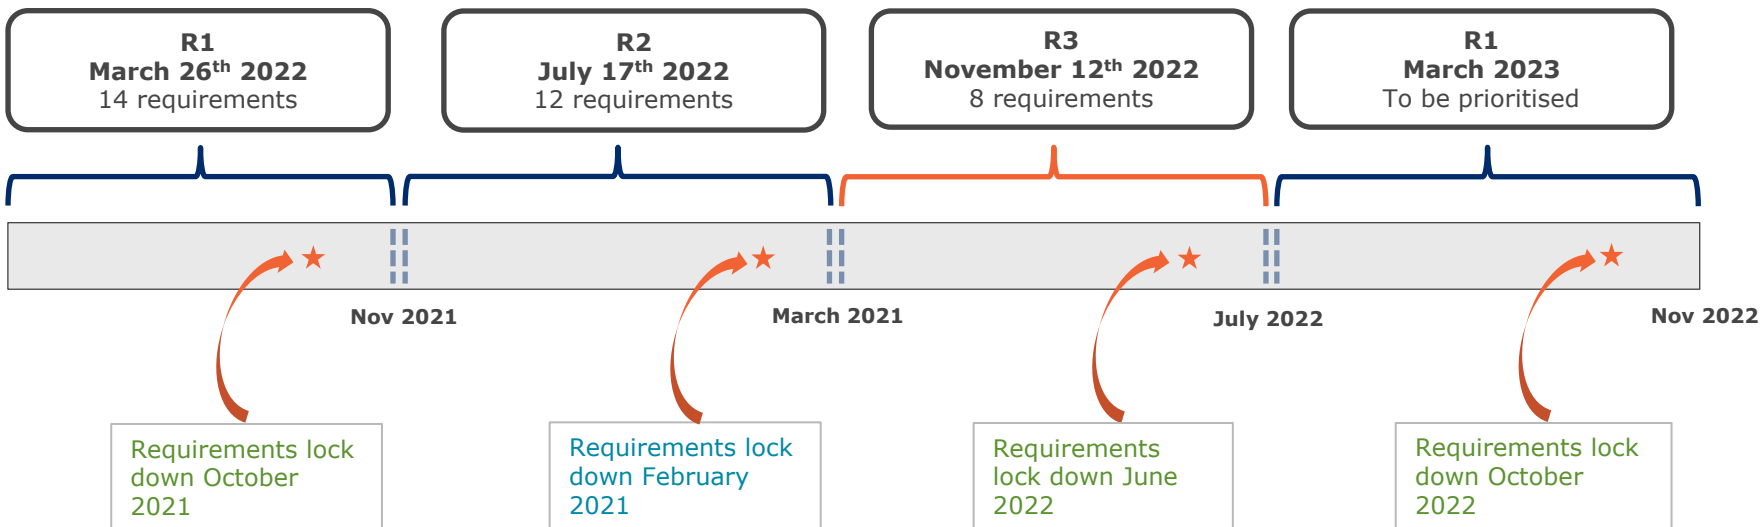 R1
March 26th 2022
14 requirements
R2
July 17th 2022
12 requirements
R3
November 12th 2022
8 requirements
R1
March 2023
To be prioritised
Nov 2021
March 2021
July 2022
Nov 2022
Requirements lock
down October
2021
Requirements lock
down February
2021
Requirements
lock down June
2022
Requirements lock
down October
2022